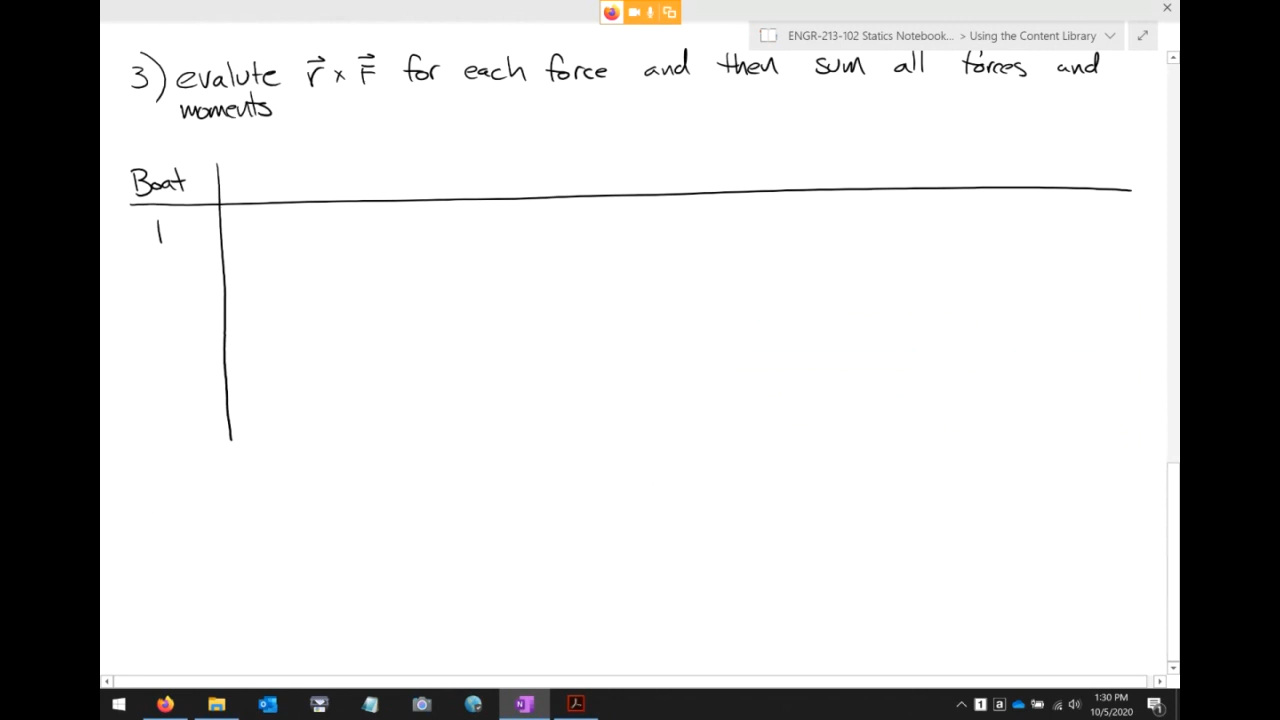 ENGR-213-102 Statics Notebook... > Using the Content Library
3) evalute r⃗ × F⃗ for each force and then sum all forces and
moments
Boat
1
1:30 PM
10/5/2020